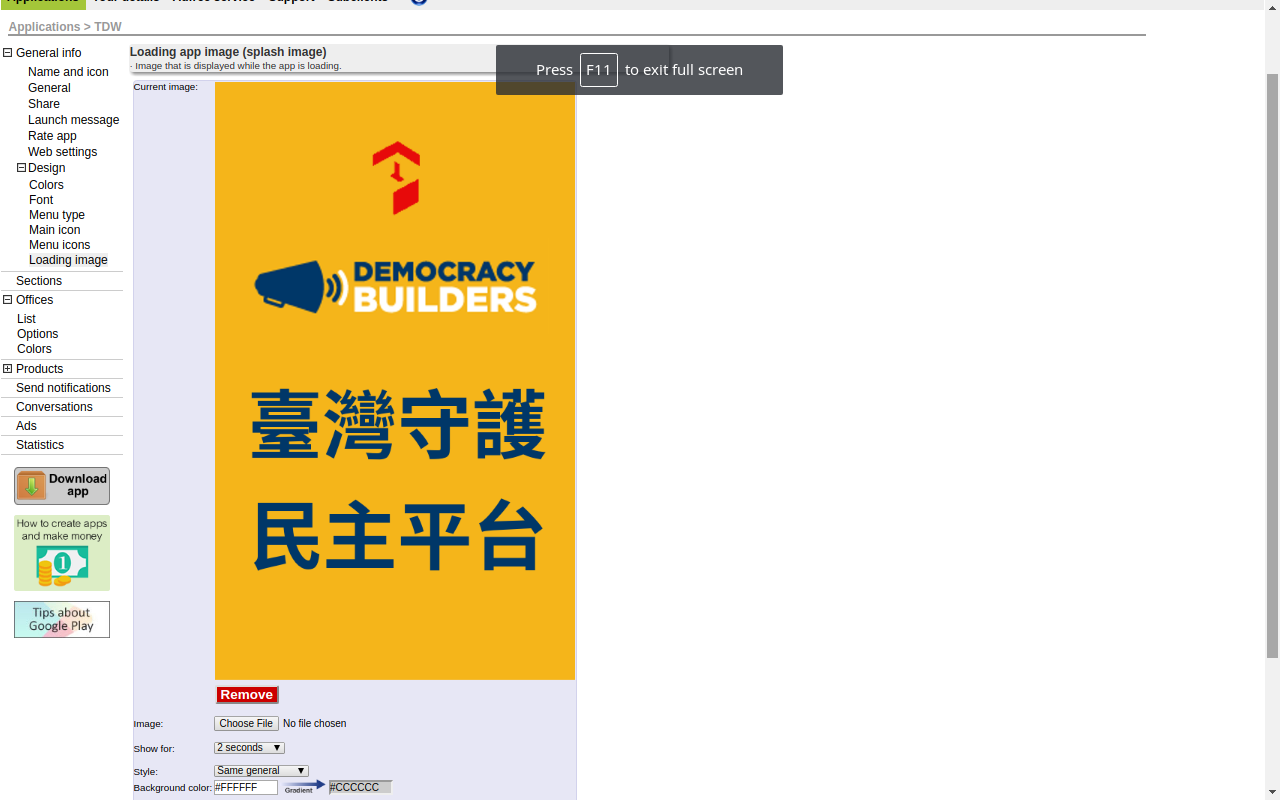 Applications > TDW
General info
Name and icon
General
Share
Launch message
Rate app
Web settings
Design
Colors
Font
Menu type
Main icon
Menu icons
Loading image
Sections
Offices
List
Options
Colors
Products
Send notifications
Conversations
Ads
Statistics
Download
app
How to create apps
and make money
1
Tips about
Google Play
Loading app image (splash image)
- Image that is displayed while the app is loading.
Press F11 to exit full screen
Current image:
DEMOCRACY
BUILDERS
臺灣守護
民主平台
Remove
Image: Choose File No file chosen
Show for: 2 seconds
Style: Same general
Background color: #FFFFFF Gradient #CCCCCC